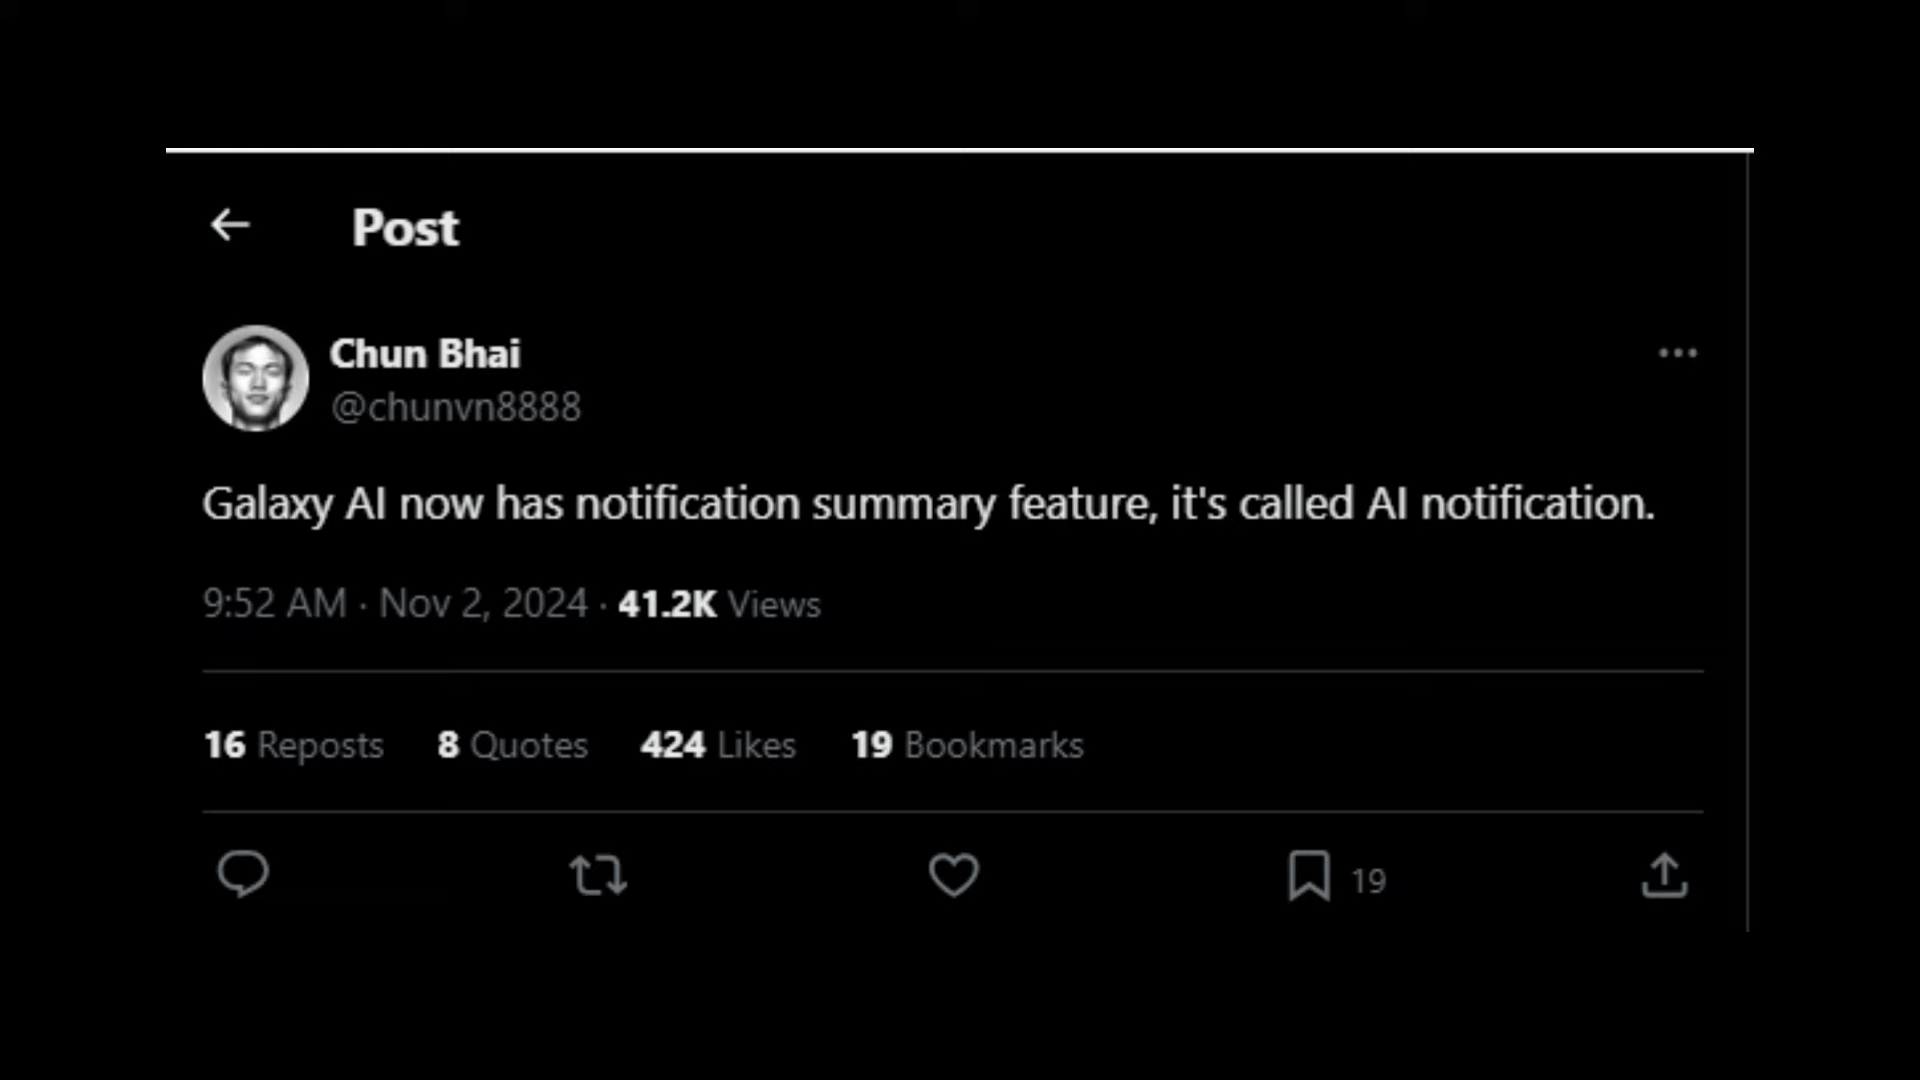 Post
Chun Bhai
@chunvn8888
Galaxy AI now has notification summary feature, it's called AI notification.
9:52 AM · Nov 2, 2024 · 41.2K Views
16 Reposts 8 Quotes 424 Likes 19 Bookmarks
19